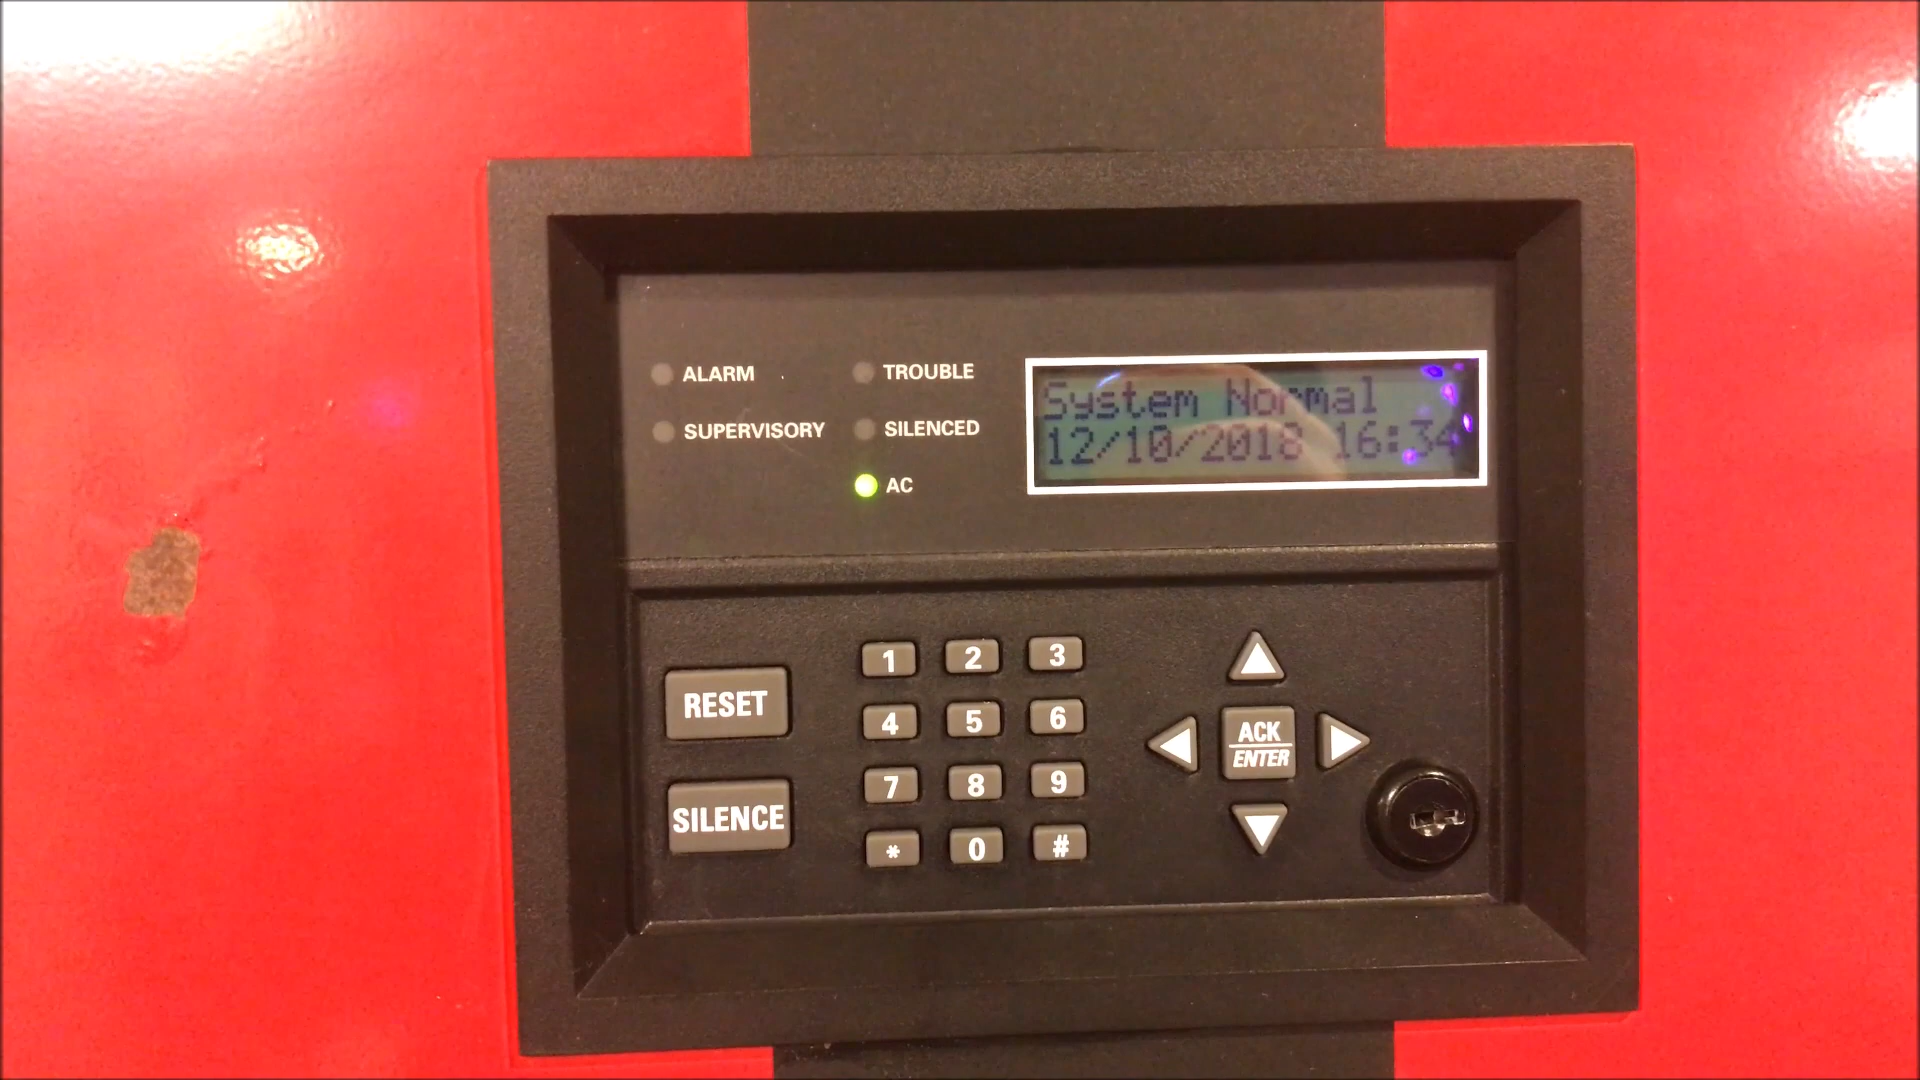 ALARM
TROUBLE
SUPERVISORY
SILENCED
AC
System Normal
12/10/2018 16:34
RESET
SILENCE
1 2 3
4 5 6
7 8 9
* 0 #
ACK
ENTER